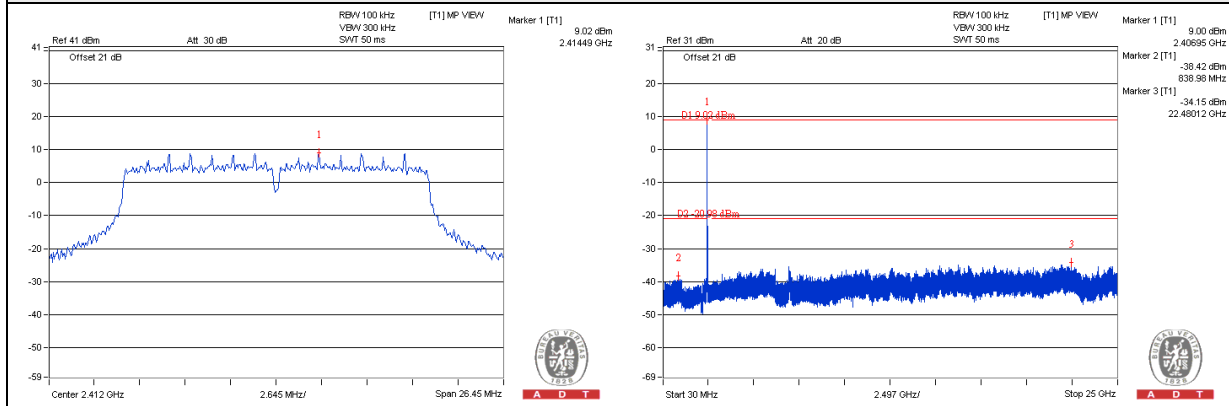 RBW 100 kHz [T1] MP VIEW
VBW 300 kHz
Ref 41 dBm Att 30 dB SWT 50 ms
Marker 1 [T1]
9.02 dBm
2.41449 GHz
41
Offset 21 dB
30
20
10
0
-10
-20
-30
-40
-50
-59
1
Center 2.412 GHz 2.645 MHz/ Span 26.45 MHz
BUREAU VERITAS
1828
A D T
RBW 100 kHz [T1] MP VIEW
VBW 300 kHz
Ref 31 dBm Att 20 dB SWT 50 ms
Marker 1 [T1]
9.00 dBm
2.40695 GHz
Marker 2 [T1]
-38.42 dBm
838.98 MHz
Marker 3 [T1]
-34.15 dBm
22.48012 GHz
31
Offset 21 dB
20
10
0
-10
-20
-30
-40
-50
-60
-69
1
D1 9.02 dBm
D2 -20.98 dBm
2
3
Start 30 MHz 2.497 GHz/ Stop 25 GHz
BUREAU VERITAS
1828
A D T